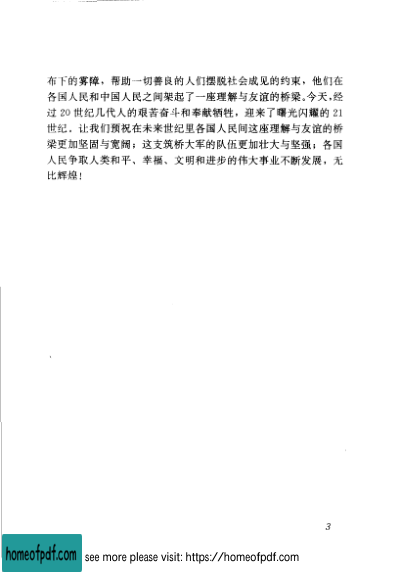 布下的雾障，帮助一切善良的人们摆脱社会成见的约束，他们在
各国人民和中国人民之间架起了一座理解与友谊的桥梁。今天，经
过 20 世纪几代人的艰苦奋斗和奉献牺牲，迎来了曙光闪耀的 21
世纪。让我们预祝在未来世纪里各国人民间这座理解与友谊的桥
梁更加坚固与宽阔；这支筑桥大军的队伍更加壮大与坚强；各国
人民争取人类和平、幸福、文明和进步的伟大事业不断发展，无
比辉煌！
3
homeofpdf.com see more please visit: https://homeofpdf.com